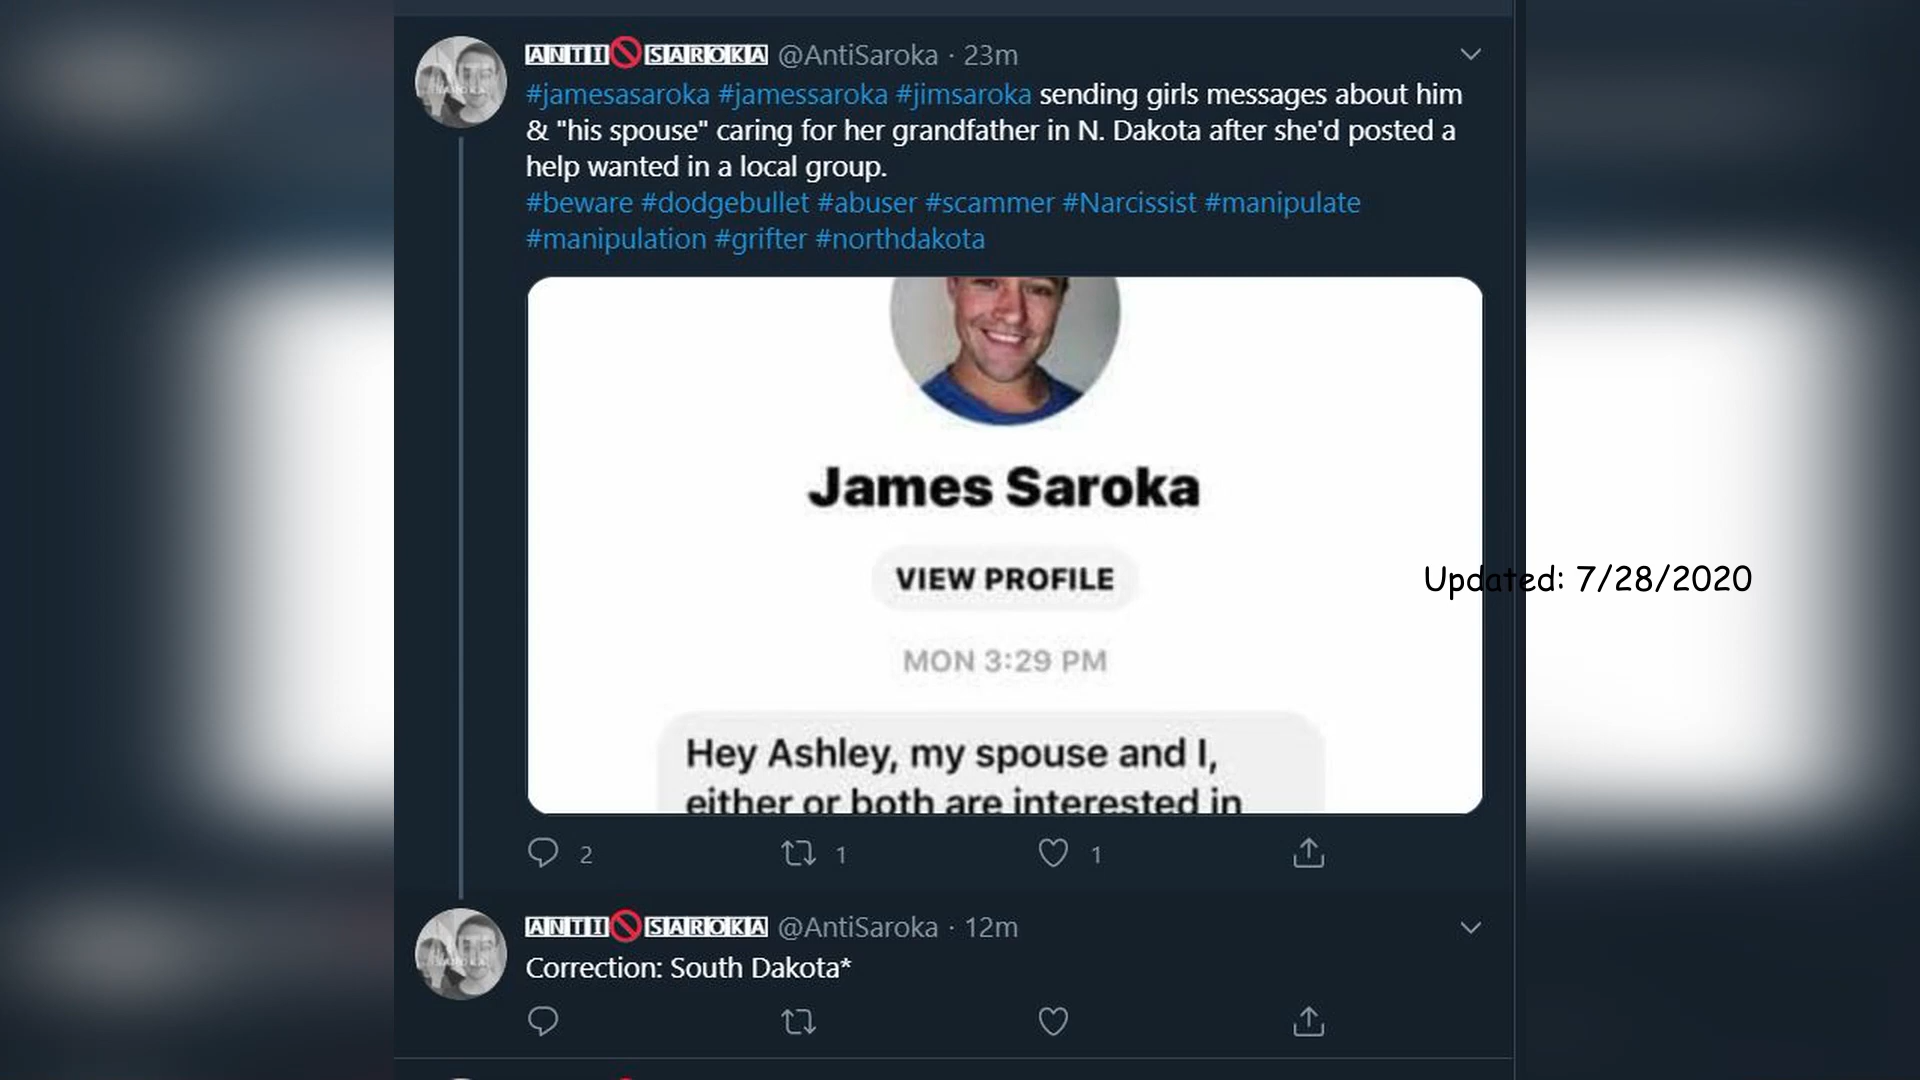 ANTI🚫SAROKA @AntiSaroka · 23m
#jamesasaroka #jamessaroka #jimsaroka sending girls messages about him
& "his spouse" caring for her grandfather in N. Dakota after she'd posted a
help wanted in a local group.
#beware #dodgebullet #abuser #scammer #Narcissist #manipulate
#manipulation #grifter #northdakota
James Saroka
VIEW PROFILE
Updated: 7/28/2020
MON 3:29 PM
Hey Ashley, my spouse and I,
either or both are interested in
2 1 1
ANTI🚫SAROKA @AntiSaroka · 12m
Correction: South Dakota*